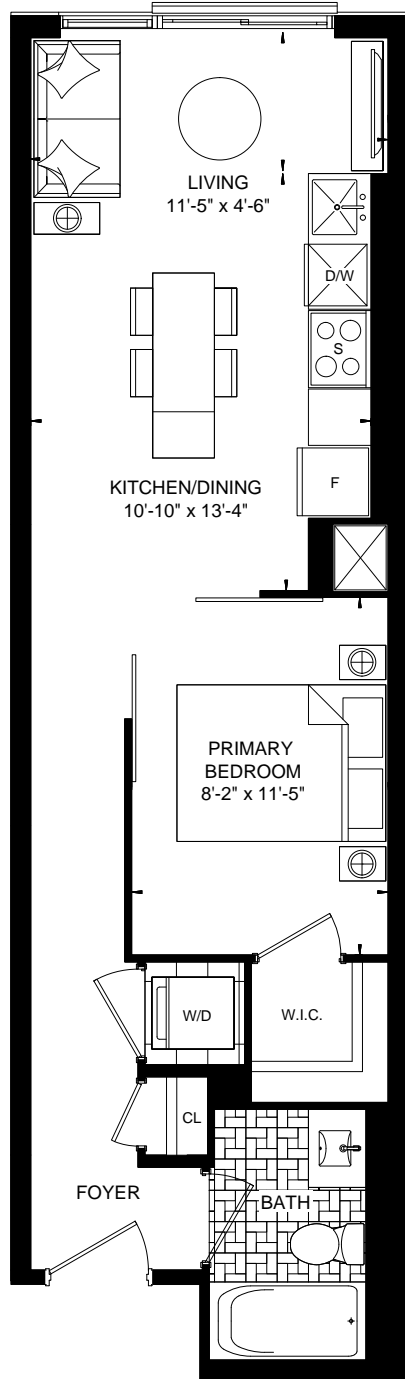 LIVING
11'-5" x 4'-6"
D/W
S
F
KITCHEN/DINING
10'-10" x 13'-4"
PRIMARY
BEDROOM
8'-2" x 11'-5"
W/D
W.I.C.
CL
FOYER
BATH